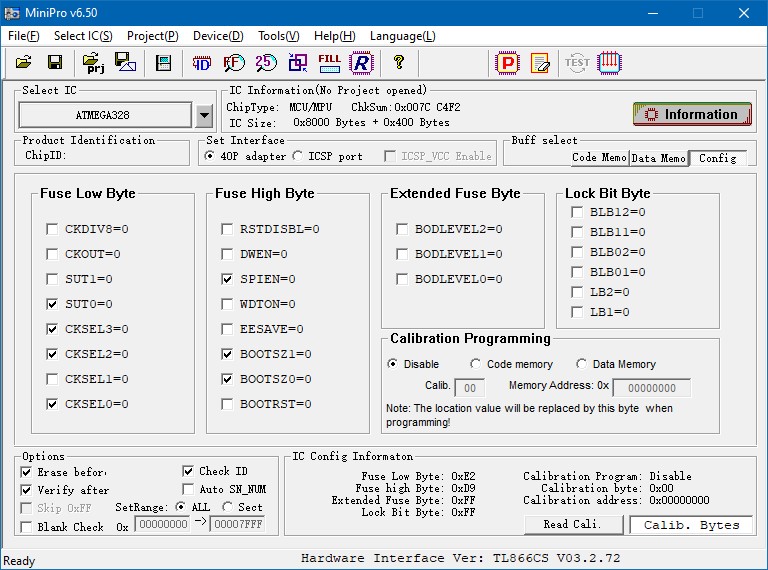 MiniPro v6.50
File(F) Select IC(S) Project(P) Device(D) Tools(V) Help(H) Language(L)
prj ID FF 25 FILL R ? P TEST
Select IC
ATMEGA328
IC Information(No Project opened)
ChipType: MCU/MPU ChkSum:0x007C C4F2
IC Size: 0x8000 Bytes + 0x400 Bytes
Information
Product Identification
ChipID:
Set Interface
40P adapter ICSP port ICSP_VCC Enable
Buff select
Code Memo Data Memo Config
Fuse Low Byte
CKDIV8=0
CKOUT=0
SUT1=0
SUT0=0
CKSEL3=0
CKSEL2=0
CKSEL1=0
CKSEL0=0
Fuse High Byte
RSTDISBL=0
DWEN=0
SPIEN=0
WDTON=0
EESAVE=0
BOOTSZ1=0
BOOTSZ0=0
BOOTRST=0
Extended Fuse Byte
BODLEVEL2=0
BODLEVEL1=0
BODLEVEL0=0
Lock Bit Byte
BLB12=0
BLB11=0
BLB02=0
BLB01=0
LB2=0
LB1=0
Calibration Programming
Disable Code memory Data Memory
Calib. 00 Memory Address: 0x 00000000
Note: The location value will be replaced by this byte when
programming!
Options
Erase befor
Check ID
Verify after
Auto SN_NUM
Skip 0xFF SetRange: ALL Sect
Blank Check 0x 00000000 -> 00007FFF
IC Config Informaton
Fuse Low Byte: 0xE2
Fuse high Byte: 0xD9
Extended Fuse Byte: 0xFF
Lock Bit Byte: 0xFF
Calibration Program: Disable
Calibration byte: 0x00
Calibration address: 0x00000000
Read Cali. Calib. Bytes
Ready
Hardware Interface Ver: TL866CS V03.2.72